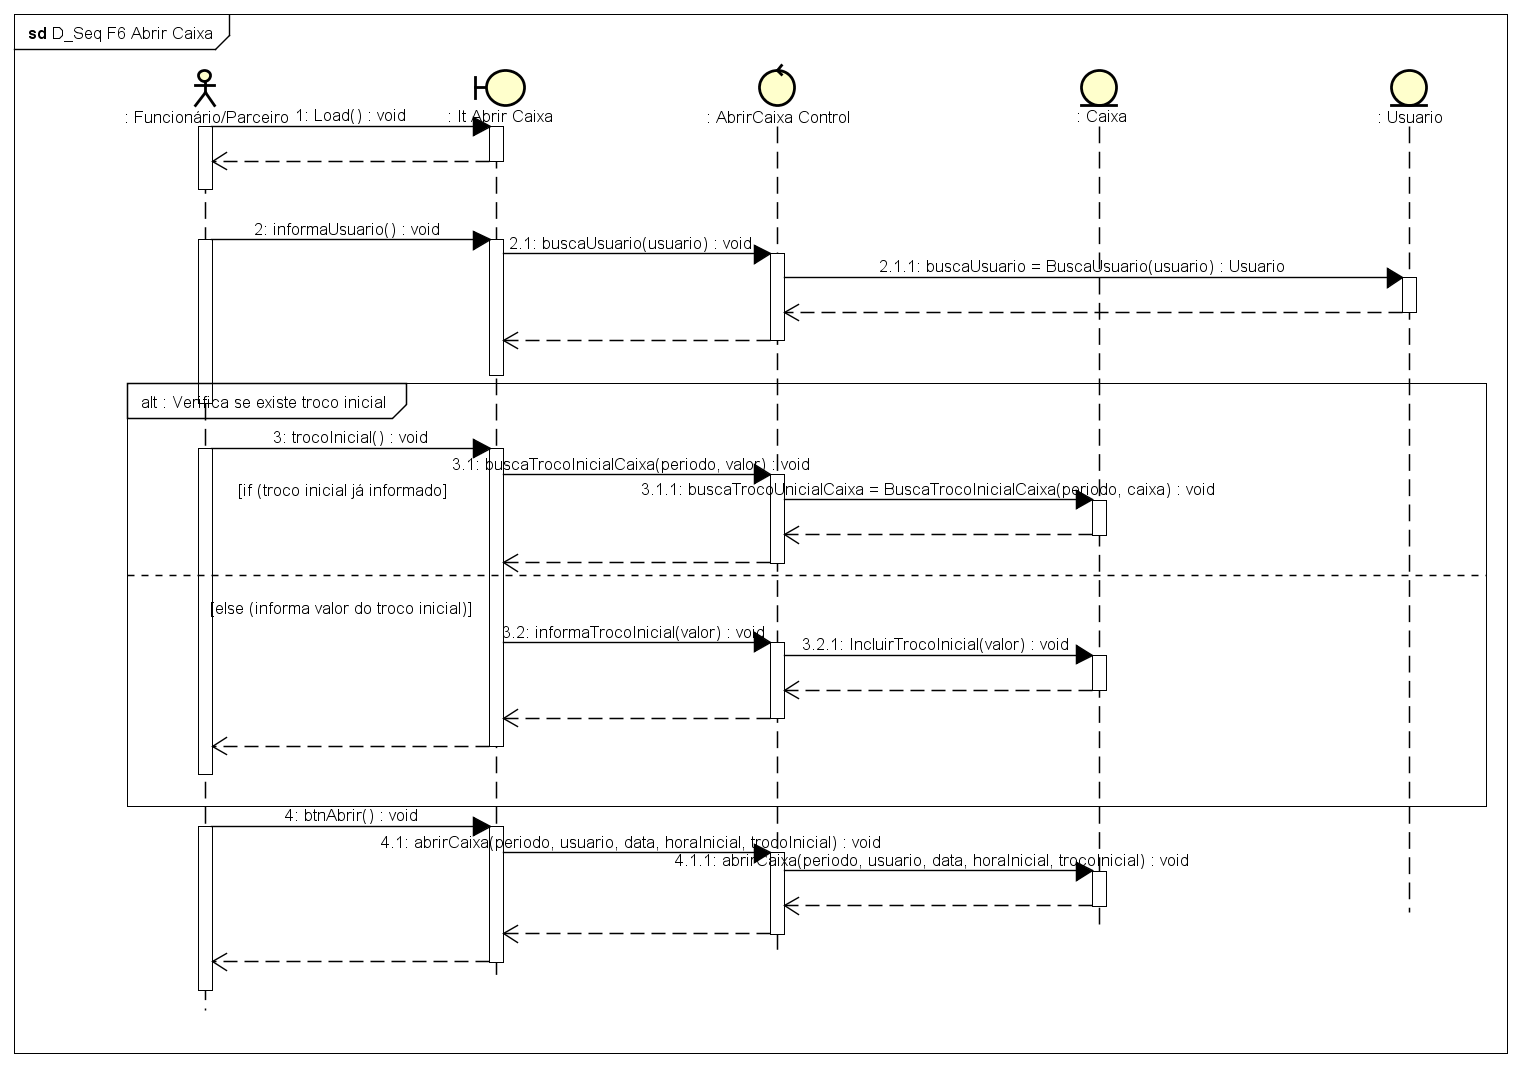 sd D_Seq F6 Abrir Caixa
: Funcionário/Parceiro
: It Abrir Caixa
: AbrirCaixa Control
: Caixa
: Usuario
1: Load() : void
2: informaUsuario() : void
2.1: buscaUsuario(usuario) : void
2.1.1: buscaUsuario = BuscaUsuario(usuario) : Usuario
alt : Verifica se existe troco inicial
3: trocoInicial() : void
3.1: buscaTrocoInicialCaixa(periodo, valor) : void
[if (troco inicial já informado]
3.1.1: buscaTrocoUnicialCaixa = BuscaTrocoInicialCaixa(periodo, caixa) : void
[else (informa valor do troco inicial)]
3.2: informaTrocoInicial(valor) : void
3.2.1: IncluirTrocoInicial(valor) : void
4: btnAbrir() : void
4.1: abrirCaixa(periodo, usuario, data, horaInicial, trocoInicial) : void
4.1.1: abrirCaixa(periodo, usuario, data, horaInicial, trocoInicial) : void